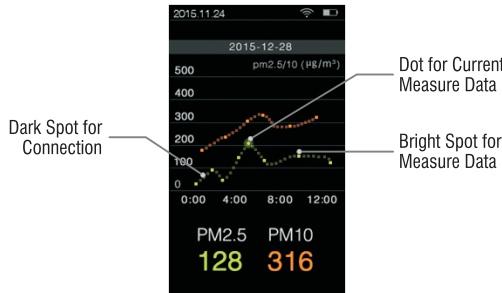 2015.11.24
2015-12-28
pm2.5/10 (μg/m³)
500
400
300
200
100
0
0:00 4:00 8:00 12:00
PM2.5 PM10
128 316
Dark Spot for
Connection
Dot for Current
Measure Data
Bright Spot for
Measure Data